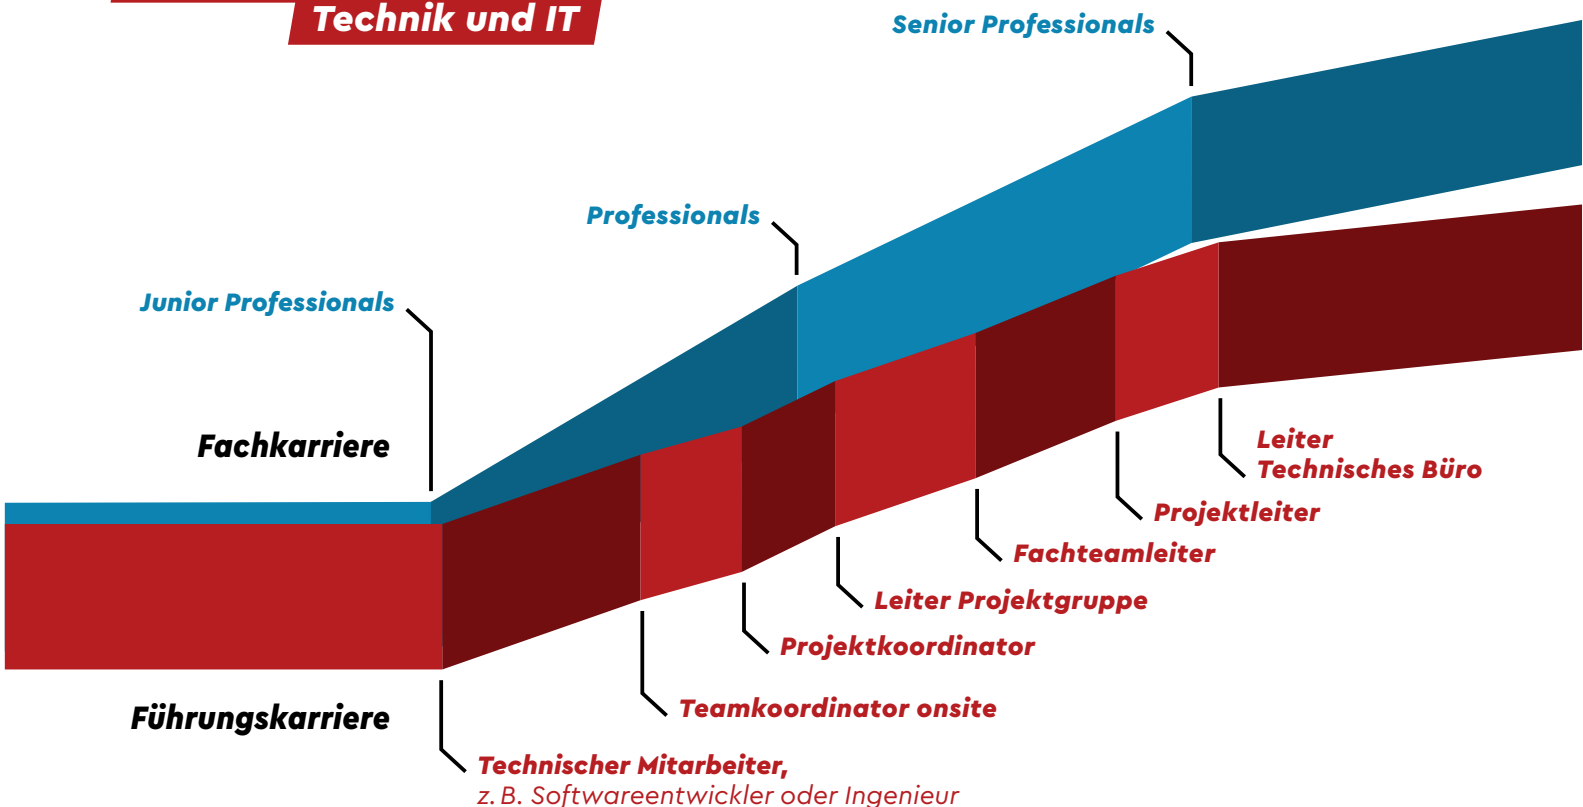 Technik und IT
Senior Professionals
Professionals
Junior Professionals
Fachkarriere
Leiter
Technisches Büro
Projektleiter
Fachteamleiter
Leiter Projektgruppe
Projektkoordinator
Teamkoordinator onsite
Führungskarriere
Technischer Mitarbeiter,
z. B. Softwareentwickler oder Ingenieur